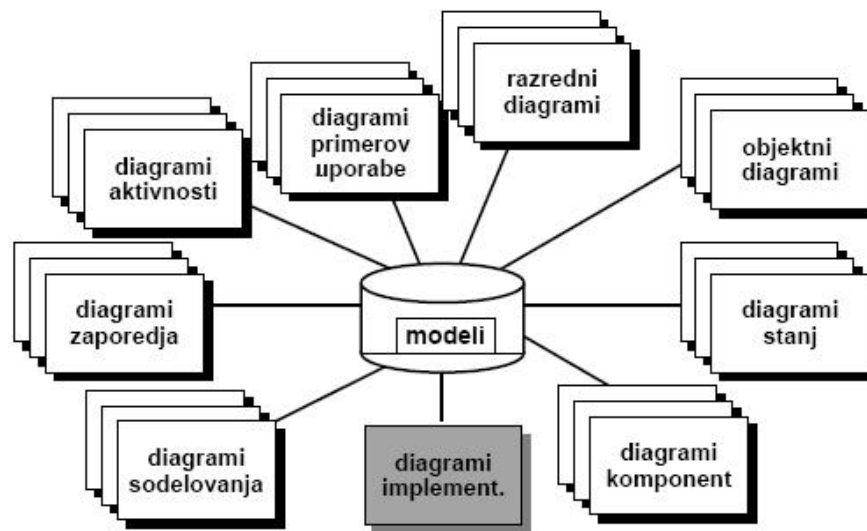 razredni
diagrami
diagrami
primerov
uporabe
objektni
diagrami
diagrami
aktivnosti
diagrami
zaporedja
modeli
diagrami
stanj
diagrami
sodelovanja
diagrami
implement.
diagrami
komponent